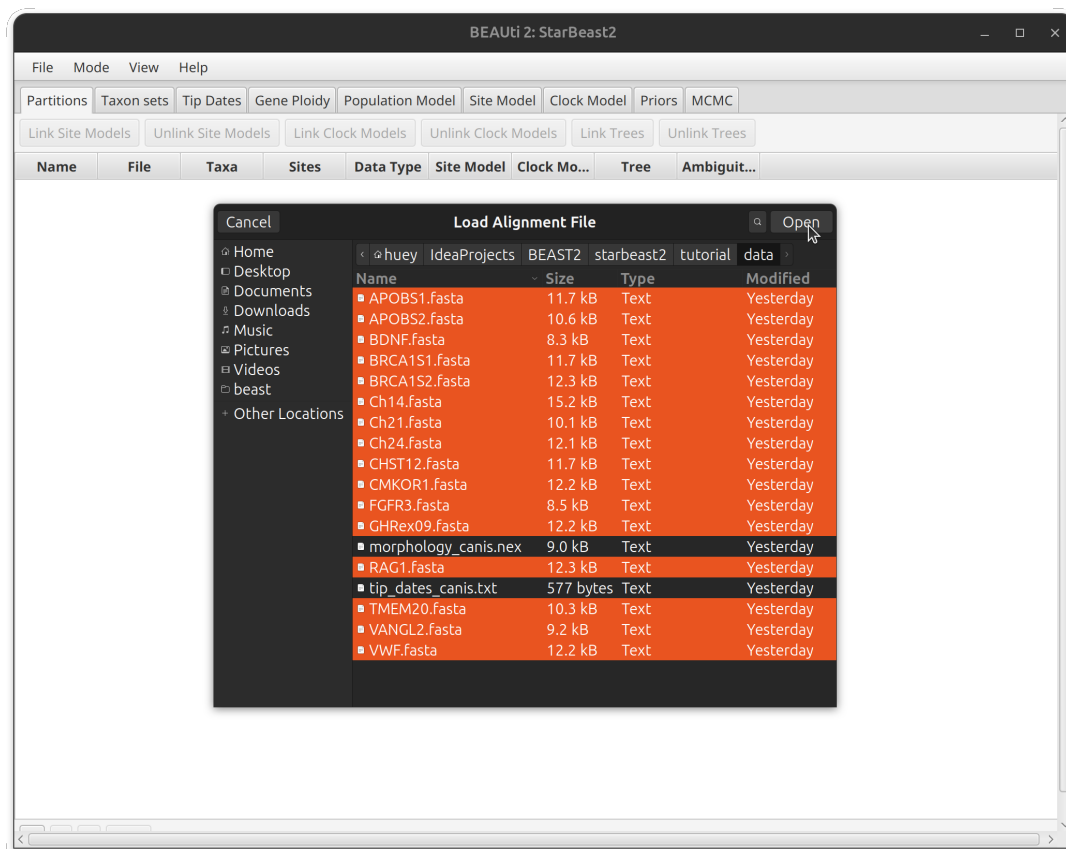 BEAUti 2: StarBeast2
File Mode View Help
Partitions Taxon sets Tip Dates Gene Ploidy Population Model Site Model Clock Model Priors MCMC
Link Site Models Unlink Site Models Link Clock Models Unlink Clock Models Link Trees Unlink Trees
Name File Taxa Sites Data Type Site Model Clock Mo... Tree Ambiguit...
Cancel Load Alignment File Open
Home
Desktop
Documents
Downloads
Music
Pictures
Videos
beast
+ Other Locations
huey IdeaProjects BEAST2 starbeast2 tutorial data
Name Size Type Modified
APOBS1.fasta 11.7 kB Text Yesterday
APOBS2.fasta 10.6 kB Text Yesterday
BDNF.fasta 8.3 kB Text Yesterday
BRCA1S1.fasta 11.7 kB Text Yesterday
BRCA1S2.fasta 12.3 kB Text Yesterday
Ch14.fasta 15.2 kB Text Yesterday
Ch21.fasta 10.1 kB Text Yesterday
Ch24.fasta 12.1 kB Text Yesterday
CHST12.fasta 11.7 kB Text Yesterday
CMKOR1.fasta 12.2 kB Text Yesterday
FGFR3.fasta 8.5 kB Text Yesterday
GHRex09.fasta 12.2 kB Text Yesterday
morphology_canis.nex 9.0 kB Text Yesterday
RAG1.fasta 12.3 kB Text Yesterday
tip_dates_canis.txt 577 bytes Text Yesterday
TMEM20.fasta 10.3 kB Text Yesterday
VANGL2.fasta 9.2 kB Text Yesterday
VWF.fasta 12.2 kB Text Yesterday